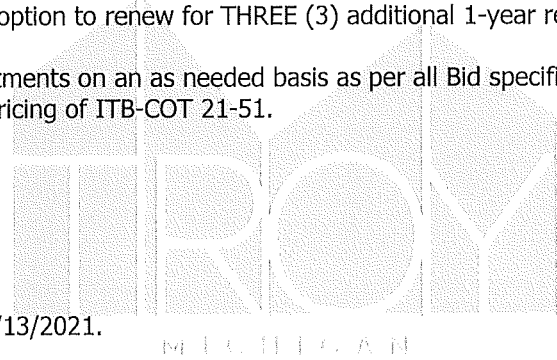 option to renew for THREE (3) additional 1-year re
tments on an as needed basis as per all Bid specifi
ricing of ITB-COT 21-51.
TROY
/13/2021.
MICHIGAN